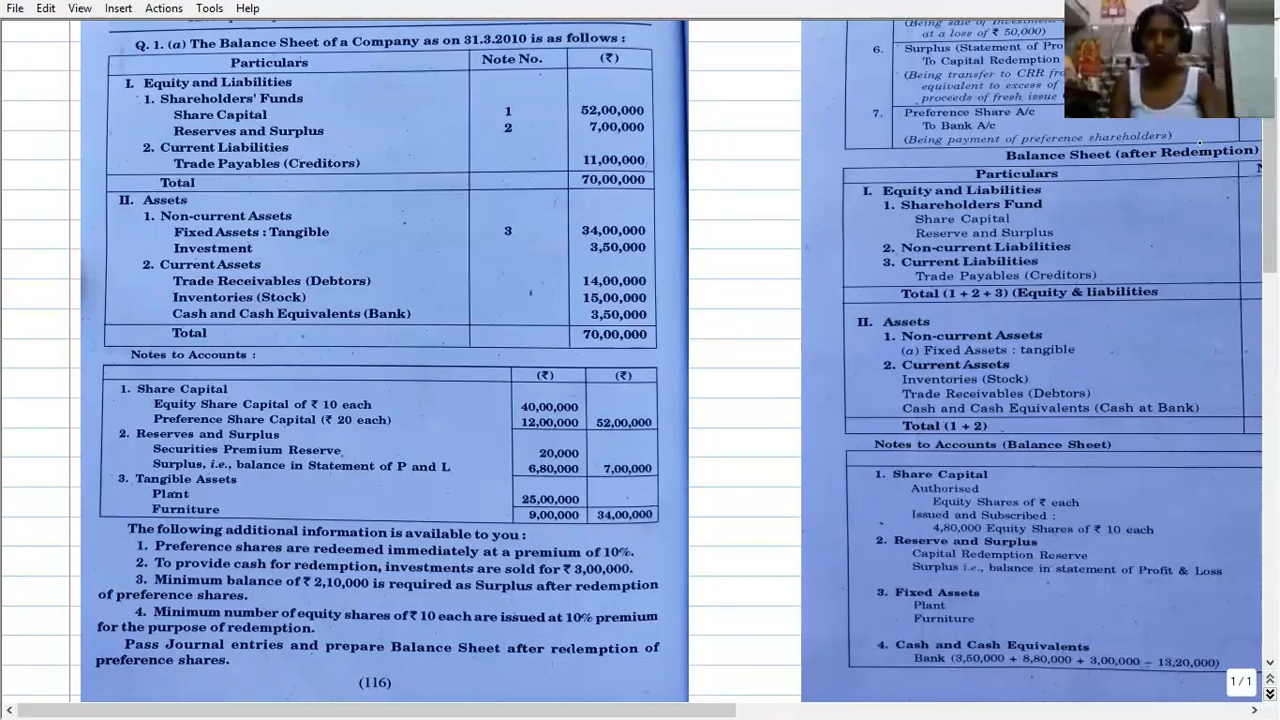 File Edit View Insert Actions Tools Help
Q. 1. (a) The Balance Sheet of a Company as on 31.3.2010 is as follows :
Particulars Note No. (₹)
I. Equity and Liabilities
1. Shareholders' Funds
Share Capital 1 52,00,000
Reserves and Surplus 2 7,00,000
2. Current Liabilities
Trade Payables (Creditors) 11,00,000
Total 70,00,000
II. Assets
1. Non-current Assets
Fixed Assets : Tangible 3 34,00,000
Investment 3,50,000
2. Current Assets
Trade Receivables (Debtors) 14,00,000
Inventories (Stock) 15,00,000
Cash and Cash Equivalents (Bank) 3,50,000
Total 70,00,000
Notes to Accounts :
(₹) (₹)
1. Share Capital
Equity Share Capital of ₹ 10 each 40,00,000
Preference Share Capital (₹ 20 each) 12,00,000 52,00,000
2. Reserves and Surplus
Securities Premium Reserve 20,000
Surplus, i.e., balance in Statement of P and L 6,80,000 7,00,000
3. Tangible Assets
Plant 25,00,000
Furniture 9,00,000 34,00,000
The following additional information is available to you :
1. Preference shares are redeemed immediately at a premium of 10%.
2. To provide cash for redemption, investments are sold for ₹ 3,00,000.
3. Minimum balance of ₹ 2,10,000 is required as Surplus after redemption
of preference shares.
4. Minimum number of equity shares of ₹ 10 each are issued at 10% premium
for the purpose of redemption.
Pass Journal entries and prepare Balance Sheet after redemption of
preference shares.
(116)
(Being sale of Investment
at a loss of ₹ 50,000)
6. Surplus (Statement of Pro
To Capital Redemption
(Being transfer to CRR fro
equivalent to excess of
proceeds of fresh issue
7. Preference Share A/c
To Bank A/c
(Being payment of preference shareholders)
Balance Sheet (after Redemption)
Particulars
I. Equity and Liabilities
1. Shareholders Fund
Share Capital
Reserve and Surplus
2. Non-current Liabilities
3. Current Liabilities
Trade Payables (Creditors)
Total (1 + 2 + 3) (Equity & liabilities
II. Assets
1. Non-current Assets
(a) Fixed Assets : tangible
2. Current Assets
Inventories (Stock)
Trade Receivables (Debtors)
Cash and Cash Equivalents (Cash at Bank)
Total (1 + 2)
Notes to Accounts (Balance Sheet)
1. Share Capital
Authorised
Equity Shares of ₹ each
Issued and Subscribed :
4,80,000 Equity Shares of ₹ 10 each
2. Reserve and Surplus
Capital Redemption Reserve
Surplus i.e., balance in statement of Profit & Loss
3. Fixed Assets
Plant
Furniture
4. Cash and Cash Equivalents
Bank (3,50,000 + 8,80,000 + 3,00,000 − 13,20,000)
1 / 1